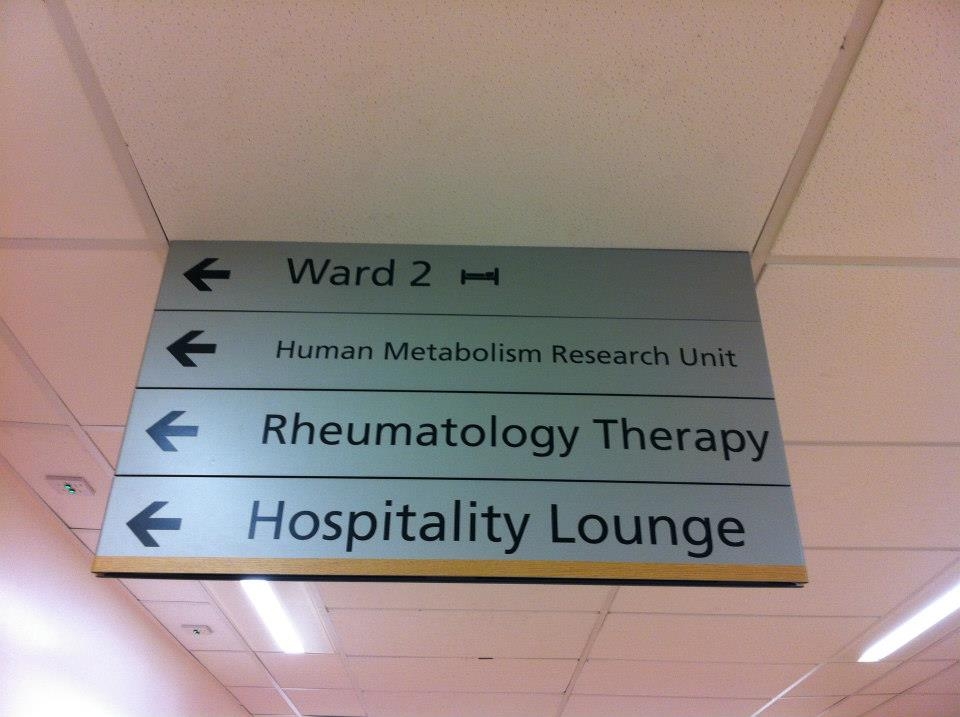 Ward 2
Human Metabolism Research Unit
Rheumatology Therapy
Hospitality Lounge